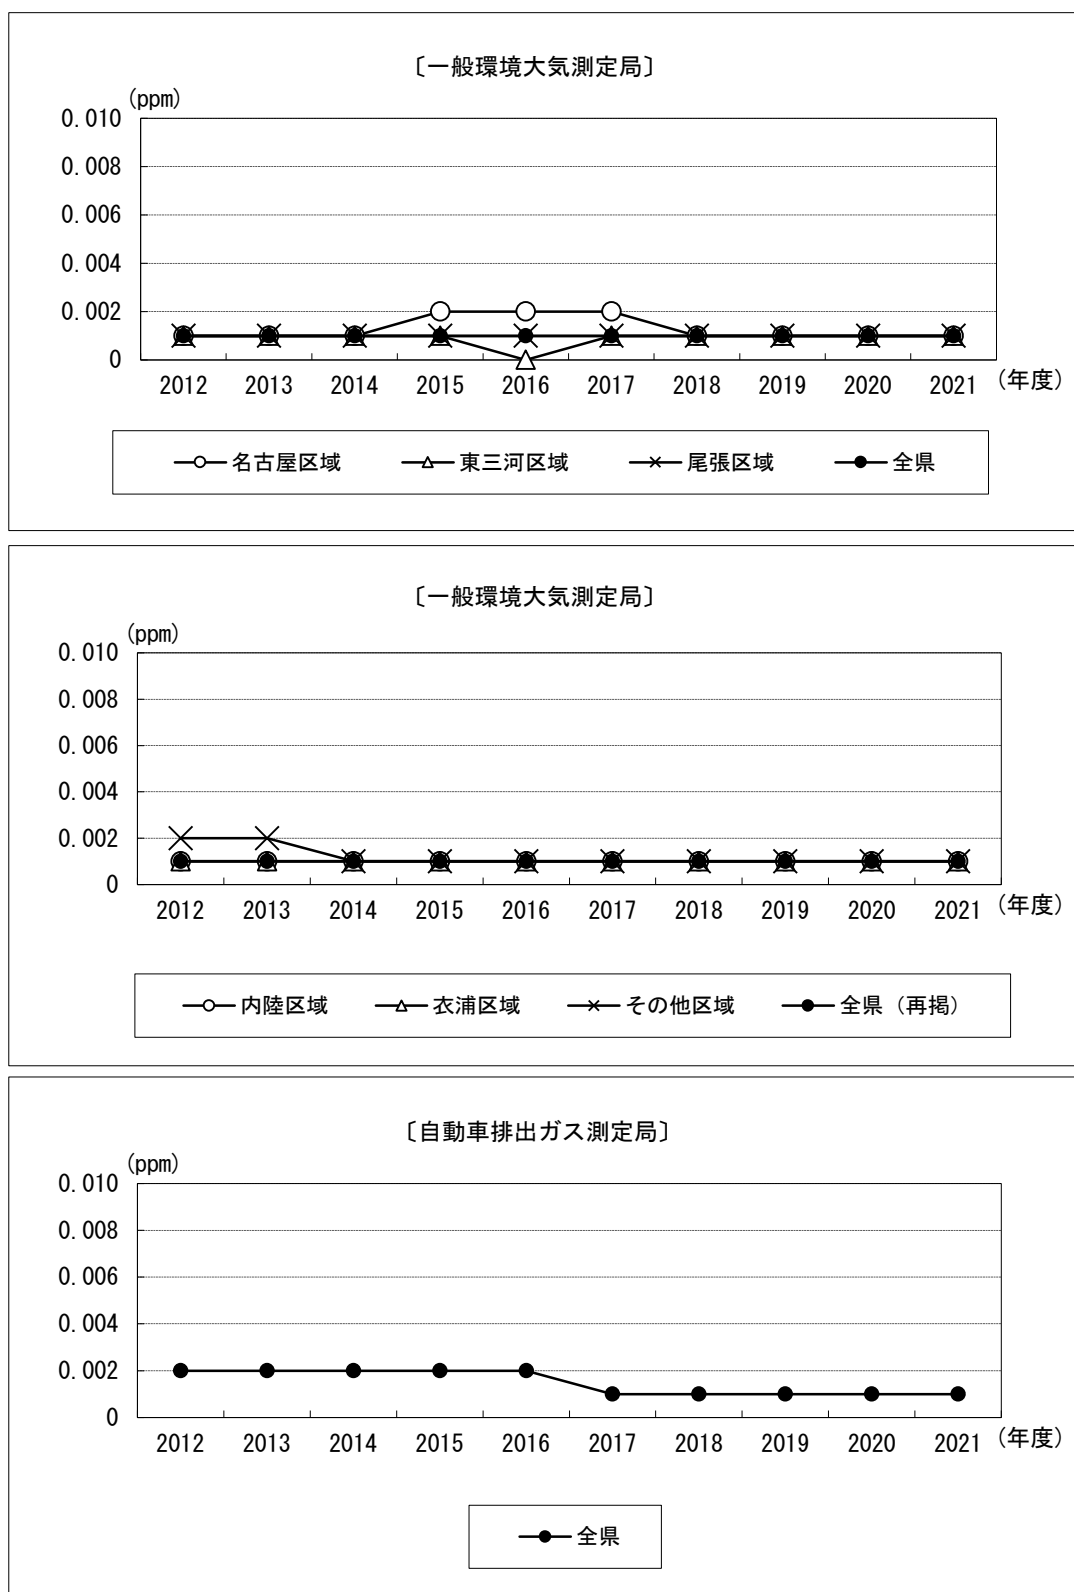 〔一般環境大気測定局〕
(ppm)
0.010
0.008
0.006
0.004
0.002
0
2012 2013 2014 2015 2016 2017 2018 2019 2020 2021 (年度)
名古屋区域 東三河区域 尾張区域 全県
〔一般環境大気測定局〕
(ppm)
0.010
0.008
0.006
0.004
0.002
0
2012 2013 2014 2015 2016 2017 2018 2019 2020 2021 (年度)
内陸区域 衣浦区域 その他区域 全県（再掲）
〔自動車排出ガス測定局〕
(ppm)
0.010
0.008
0.006
0.004
0.002
0
2012 2013 2014 2015 2016 2017 2018 2019 2020 2021 (年度)
全県